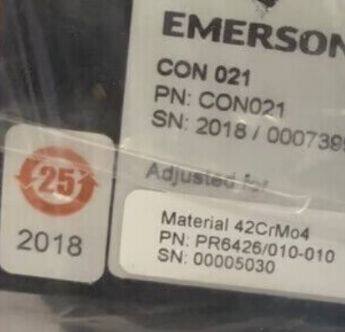 EMERSON
CON 021
PN: CON021
SN: 2018 / 0007395
Adjusted for
Material 42CrMo4
PN: PR6426/010-010
SN: 00005030
25
2018